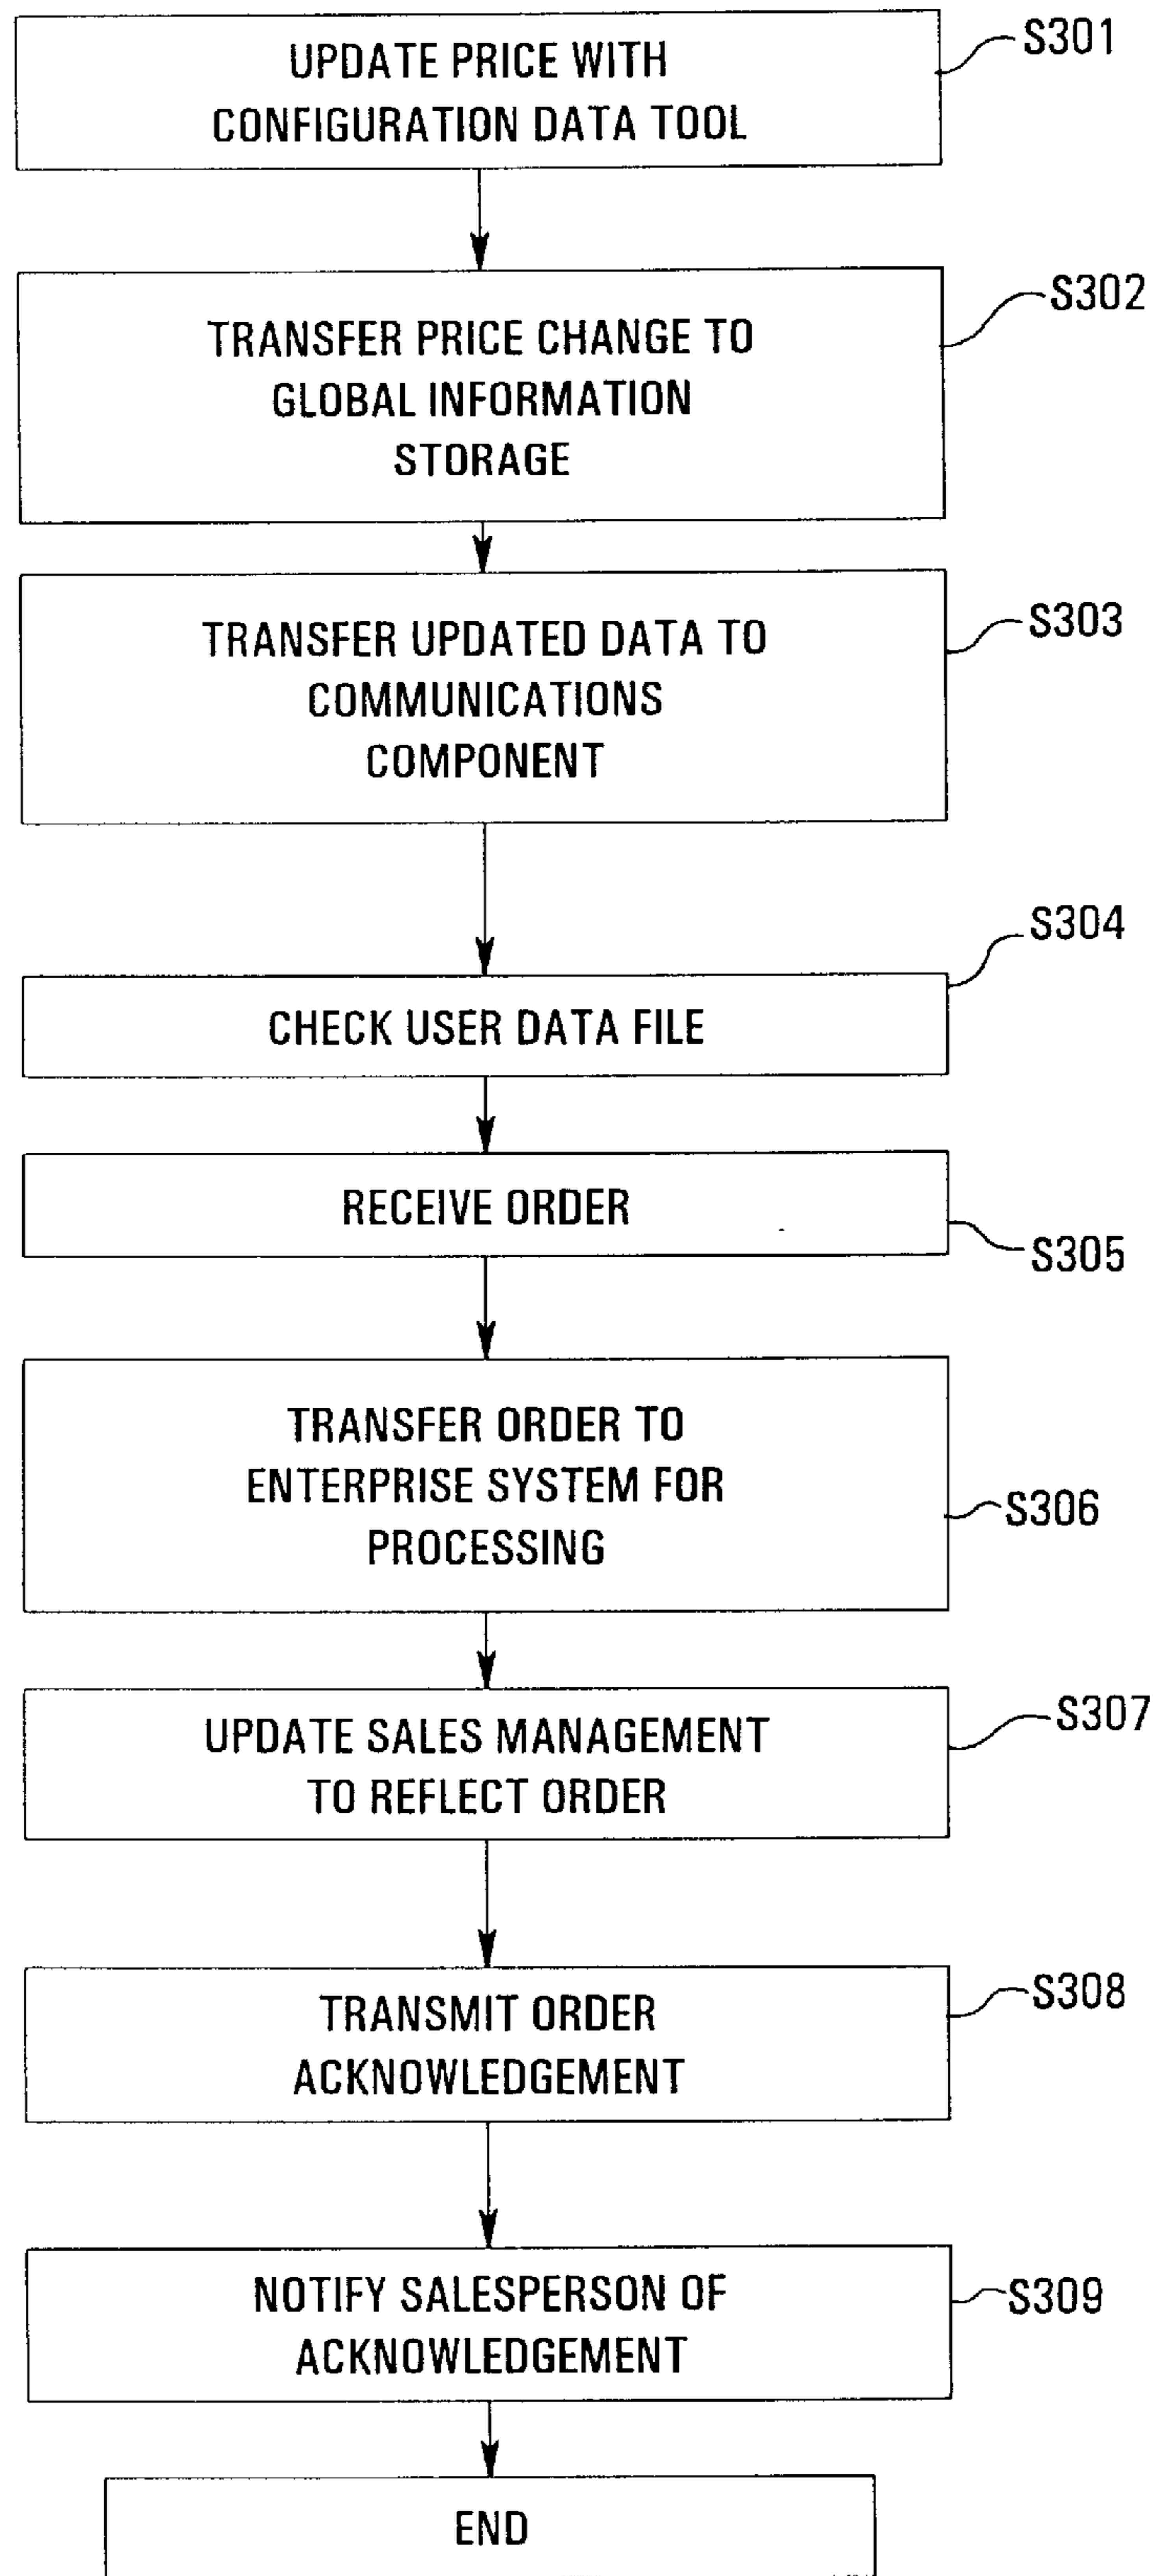 UPDATE PRICE WITH
CONFIGURATION DATA TOOL
S301
TRANSFER PRICE CHANGE TO
GLOBAL INFORMATION
STORAGE
S302
TRANSFER UPDATED DATA TO
COMMUNICATIONS
COMPONENT
S303
CHECK USER DATA FILE
S304
RECEIVE ORDER
S305
TRANSFER ORDER TO
ENTERPRISE SYSTEM FOR
PROCESSING
S306
UPDATE SALES MANAGEMENT
TO REFLECT ORDER
S307
TRANSMIT ORDER
ACKNOWLEDGEMENT
S308
NOTIFY SALESPERSON OF
ACKNOWLEDGEMENT
S309
END